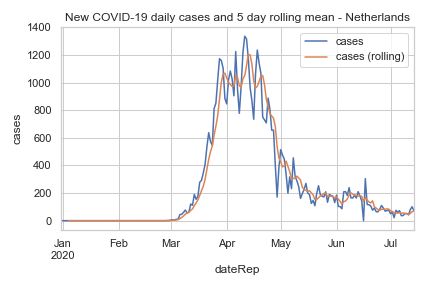 New COVID-19 daily cases and 5 day rolling mean - Netherlands
1400
1200
1000
800
600
400
200
0
cases
cases
cases (rolling)
Jan
2020
Feb
Mar
Apr
May
Jun
Jul
dateRep